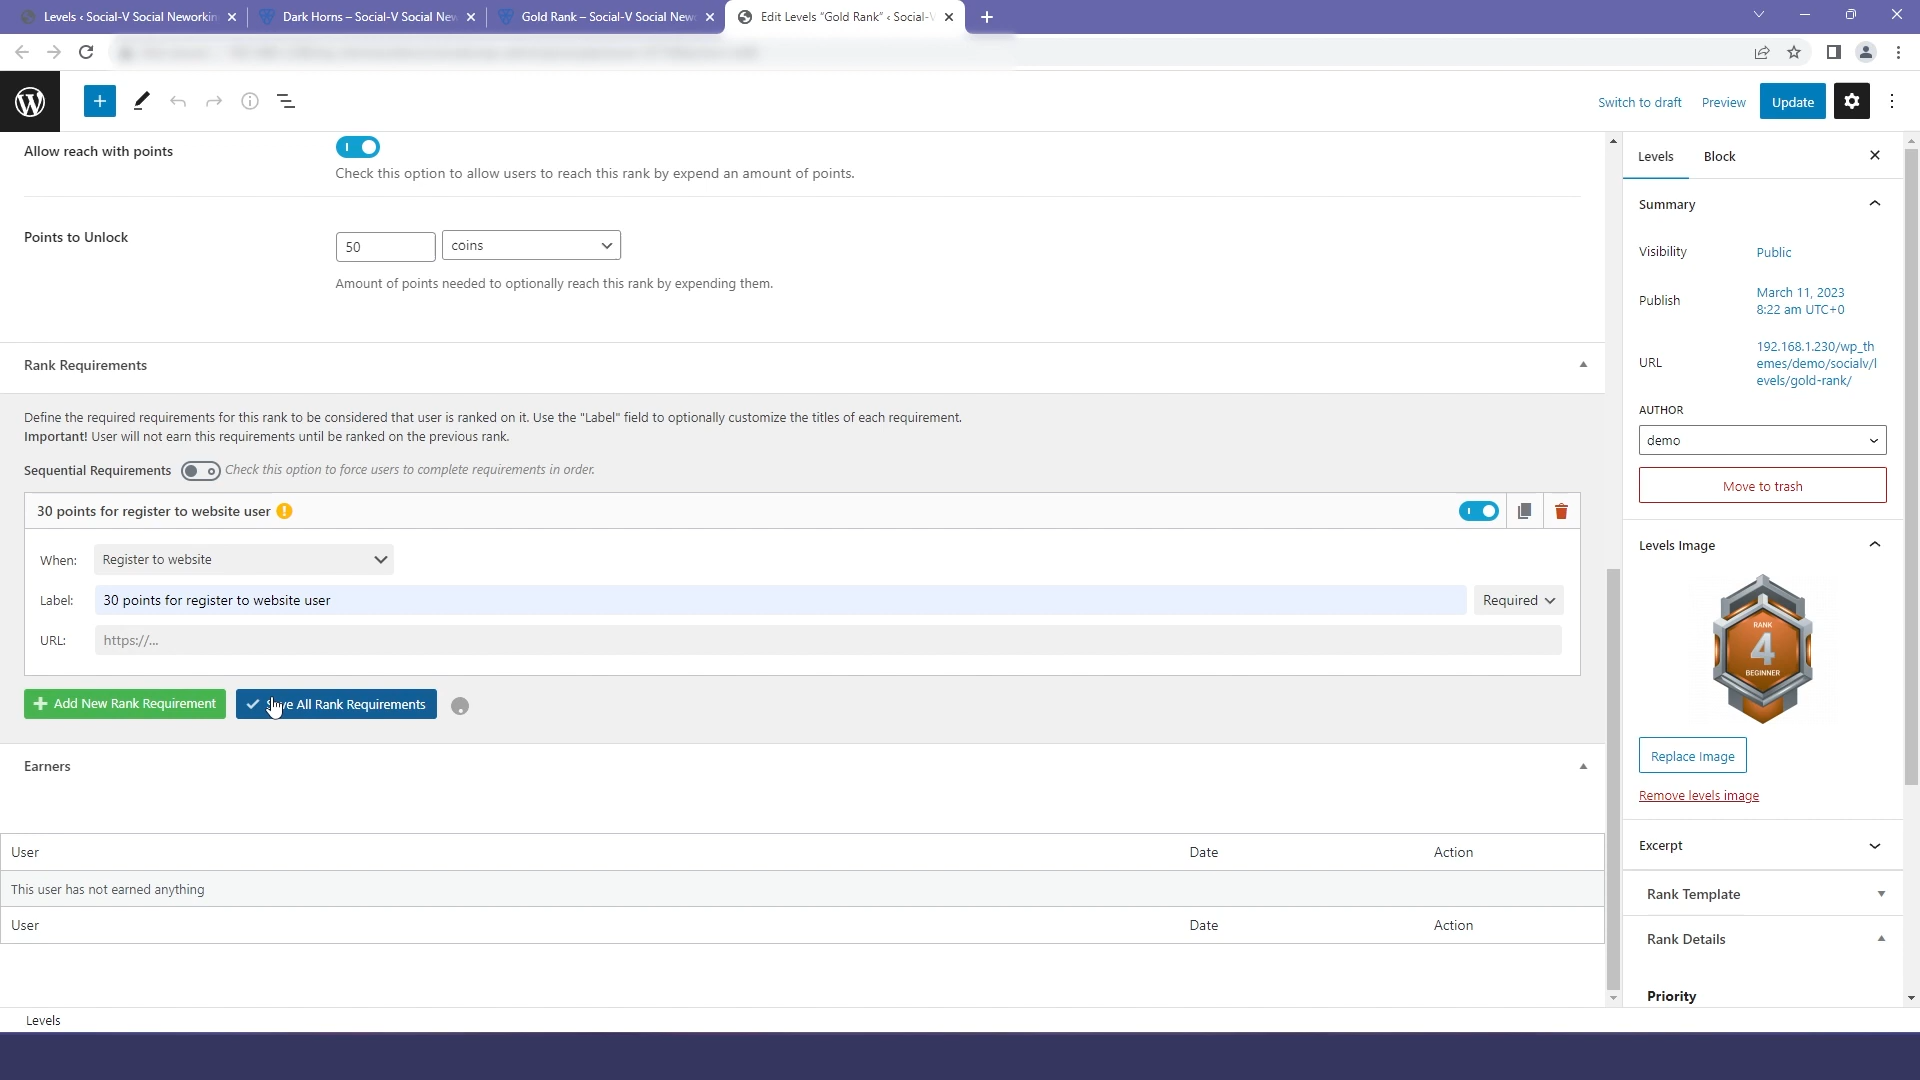 Levels ‹ Social-V Social Neworkin
Dark Horns – Social-V Social New
Gold Rank – Social-V Social New
Edit Levels "Gold Rank" ‹ Social-V
Switch to draft
Preview
Update
Allow reach with points
Check this option to allow users to reach this rank by expend an amount of points.
Points to Unlock
50
coins
Amount of points needed to optionally reach this rank by expending them.
Rank Requirements
Define the required requirements for this rank to be considered that user is ranked on it. Use the "Label" field to optionally customize the titles of each requirement.
Important! User will not earn this requirements until be ranked on the previous rank.
Sequential Requirements
Check this option to force users to complete requirements in order.
30 points for register to website user
When:
Register to website
Label:
30 points for register to website user
Required
URL:
https://...
Add New Rank Requirement
All Rank Requirements
Earners
User Date Action
This user has not earned anything
User Date Action
Levels
Levels
Block
Summary
Visibility
Public
Publish
March 11, 2023
8:22 am UTC+0
URL
192.168.1.230/wp_th
emes/demo/socialv/l
evels/gold-rank/
AUTHOR
demo
Move to trash
Levels Image
RANK
4
BEGINNER
Replace Image
Remove levels image
Excerpt
Rank Template
Rank Details
Priority